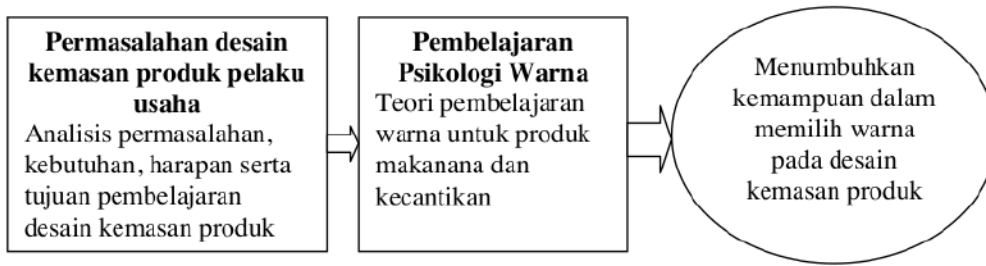 Permasalahan desain
kemasan produk pelaku
usaha
Analisis permasalahan,
kebutuhan, harapan serta
tujuan pembelajaran
desain kemasan produk
Pembelajaran
Psikologi Warna
Teori pembelajaran
warna untuk produk
makanana dan
kecantikan
Menumbuhkan
kemampuan dalam
memilih warna
pada desain
kemasan produk